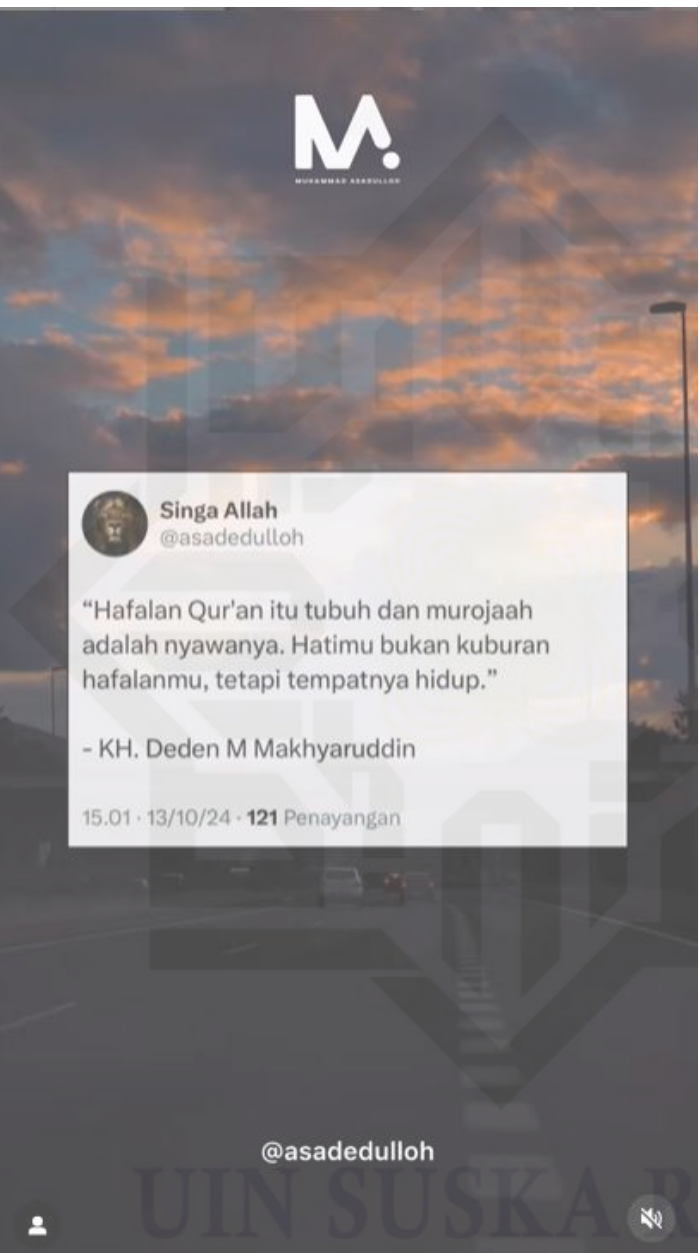 MA.
MUHAMMAD ASADULLOH
Singa Allah
@asadedulloh
“Hafalan Qur'an itu tubuh dan murojaah
adalah nyawanya. Hatimu bukan kuburan
hafalanmu, tetapi tempatnya hidup.”
- KH. Deden M Makhyaruddin
15.01 · 13/10/24 · 121 Penayangan
@asadedulloh
UIN SUSKA R